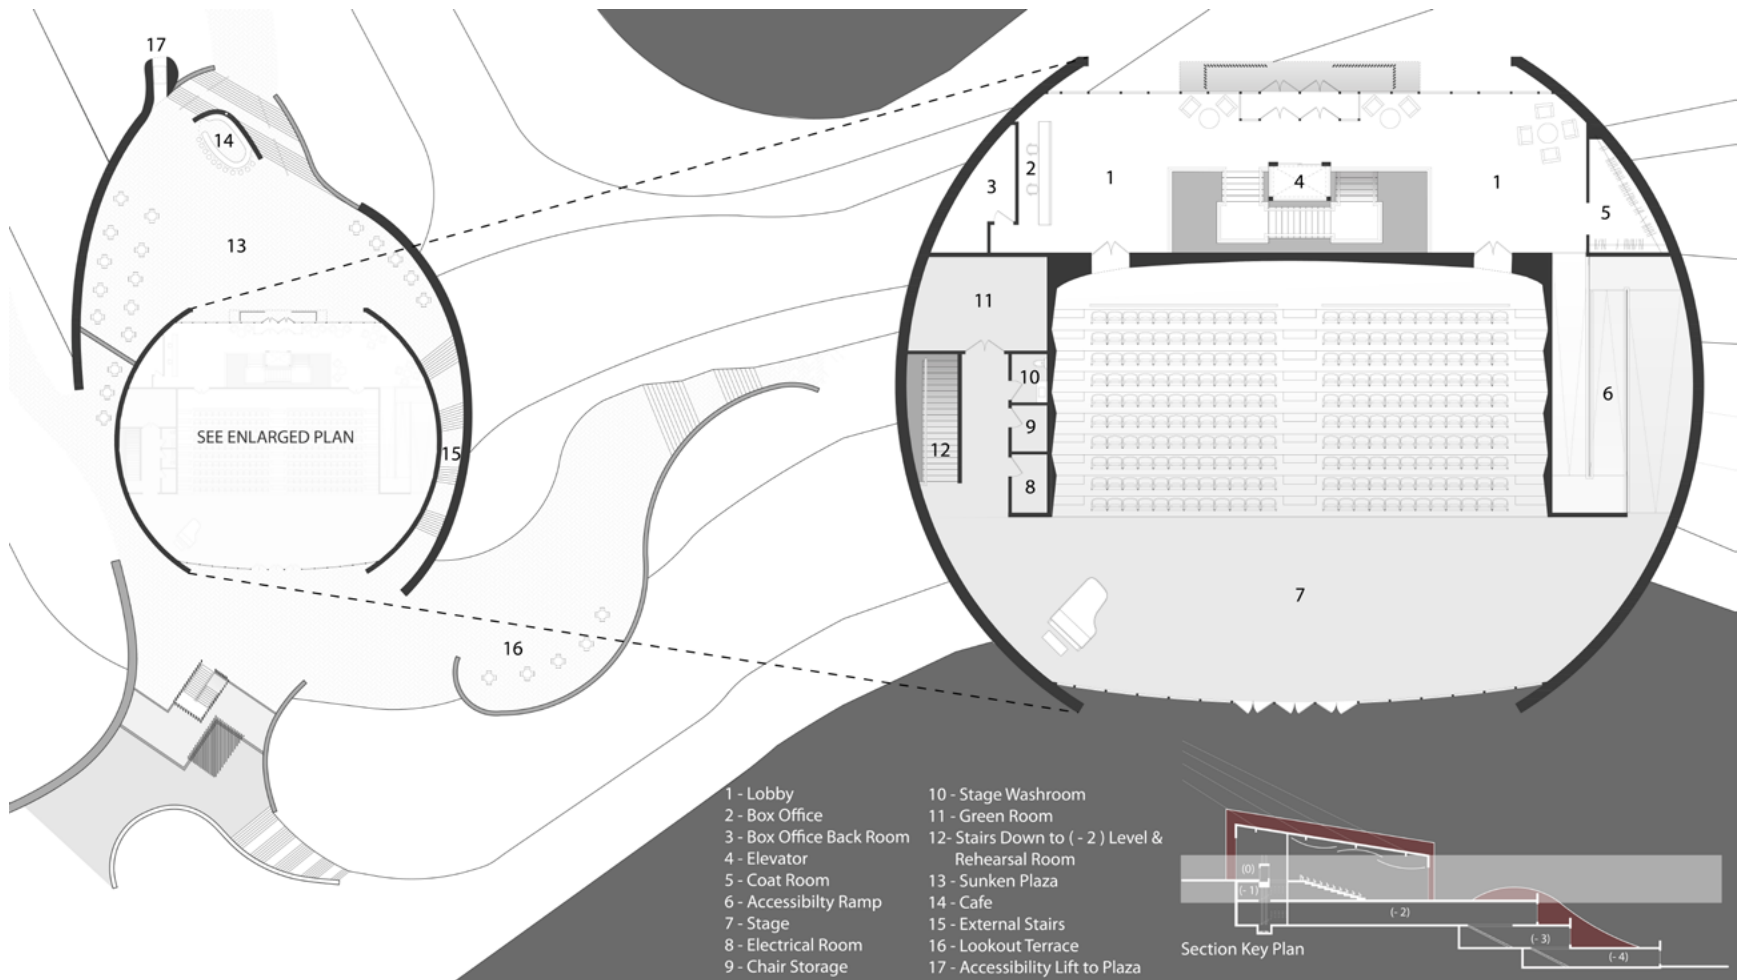 17
14
13
SEE ENLARGED PLAN
15
16
1
2
3
4
1
5
11
10
9
12
8
6
7
1 - Lobby
2 - Box Office
3 - Box Office Back Room
4 - Elevator
5 - Coat Room
6 - Accessibilty Ramp
7 - Stage
8 - Electrical Room
9 - Chair Storage
10 - Stage Washroom
11 - Green Room
12- Stairs Down to ( - 2 ) Level &
Rehearsal Room
13 - Sunken Plaza
14 - Cafe
15 - External Stairs
16 - Lookout Terrace
17 - Accessibility Lift to Plaza
(0)
(- 1)
(- 2)
(- 3)
(- 4)
Section Key Plan